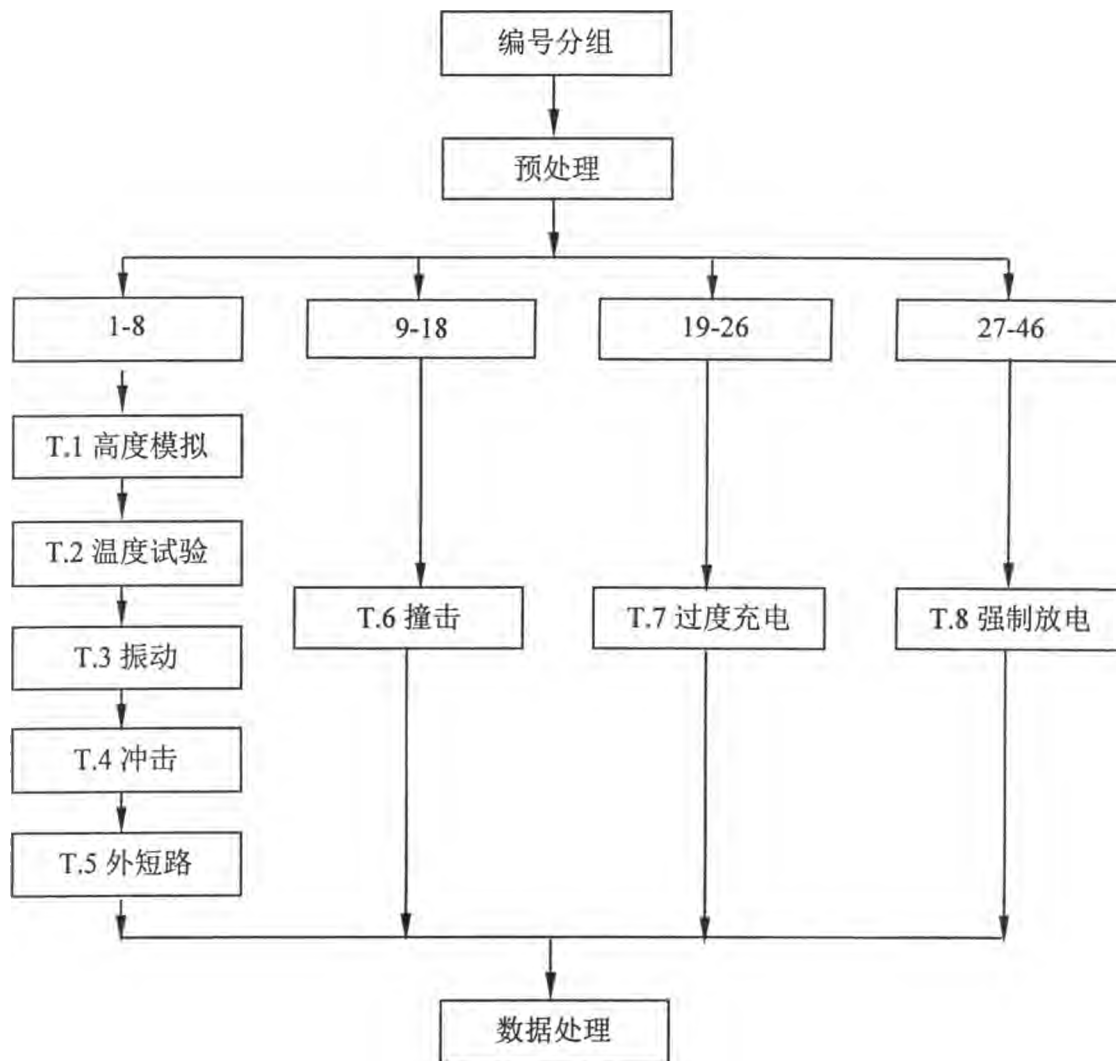 编号分组
预处理
1-8
9-18
19-26
27-46
T.1 高度模拟
T.2 温度试验
T.3 振动
T.4 冲击
T.5 外短路
T.6 撞击
T.7 过度充电
T.8 强制放电
数据处理